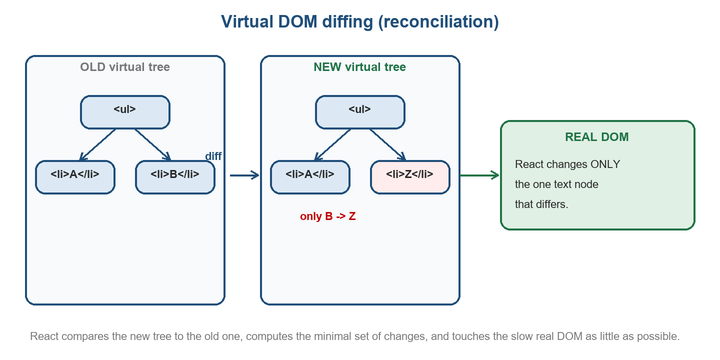 Virtual DOM diffing (reconciliation)
OLD virtual tree
<ul>
<li>A</li>
<li>B</li>
diff
NEW virtual tree
<ul>
<li>A</li>
<li>Z</li>
only B -> Z
REAL DOM
React changes ONLY
the one text node
that differs.
React compares the new tree to the old one, computes the minimal set of changes, and touches the slow real DOM as little as possible.